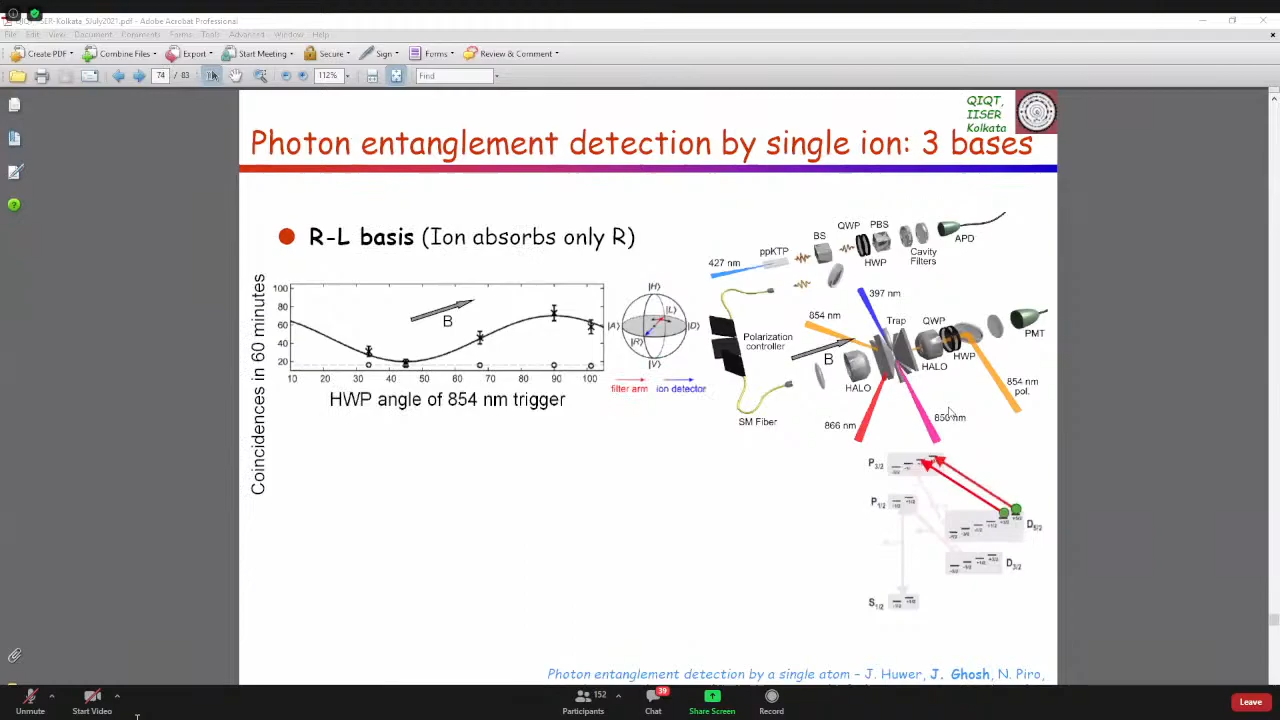 IISER-Kolkata_5July2021.pdf - Adobe Acrobat Professional
File Edit View Document Comments Forms Tools Advanced Window Help
Create PDF Combine Files Export Start Meeting Secure Sign Forms Review & Comment
74 / 83 112% Find
QIQT,
IISER
Kolkata
Photon entanglement detection by single ion: 3 bases
R-L basis (Ion absorbs only R)
Coincidences in 60 minutes
100
80
60
40
20
10 20 30 40 50 60 70 80 90 100
B
HWP angle of 854 nm trigger
|H⟩
|L⟩
|A⟩ |D⟩
|R⟩
|V⟩
filter arm ion detector
427 nm ppKTP BS QWP PBS
HWP Cavity
Filters
APD
397 nm
854 nm
Polarization
controller
B
Trap QWP PMT
HALO HALO HWP
SM Fiber
866 nm 850 nm
854 nm
pol.
P3/2
P1/2
D5/2
D3/2
S1/2
Photon entanglement detection by a single atom – J. Huwer, J. Ghosh, N. Piro,
Unmute Start Video Participants 152 Chat 39 Share Screen Record Leave